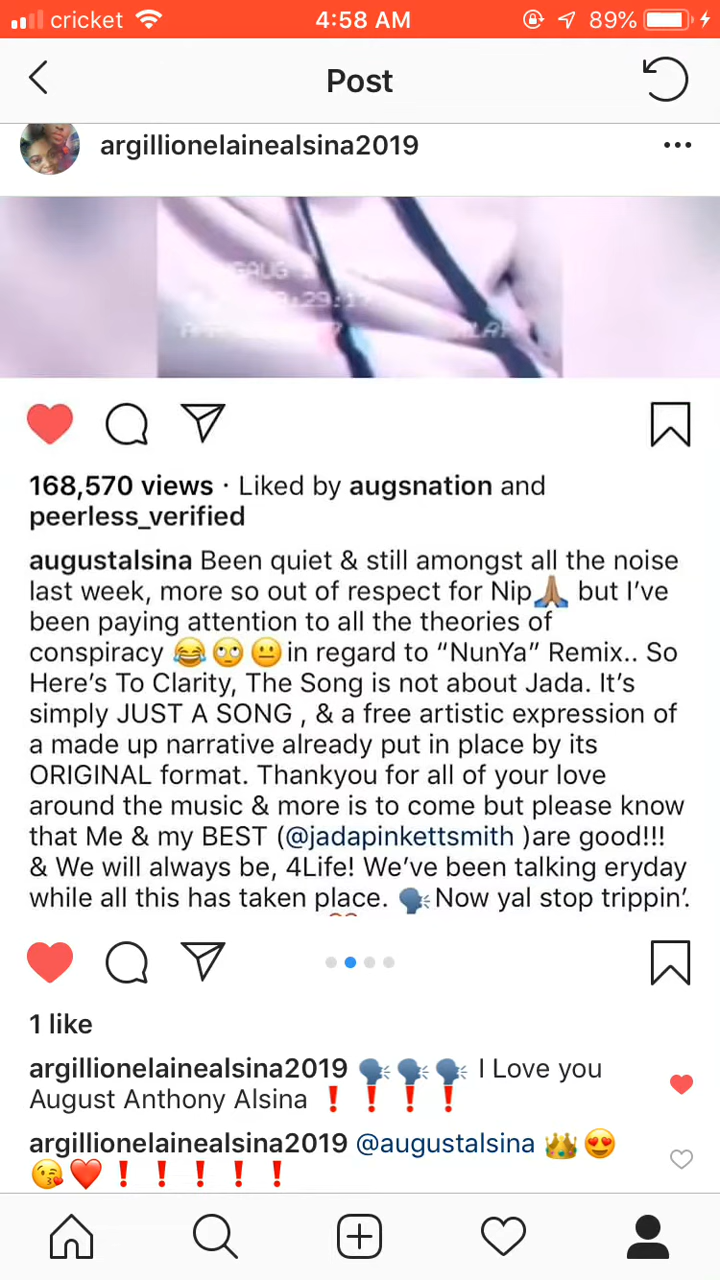 cricket 4:58 AM 89%
Post
argillionelainealsina2019
168,570 views · Liked by augsnation and
peerless_verified
augustalsina Been quiet & still amongst all the noise
last week, more so out of respect for Nip🙏🏽 but I've
been paying attention to all the theories of
conspiracy 😂🙄😐in regard to “NunYa” Remix.. So
Here's To Clarity, The Song is not about Jada. It's
simply JUST A SONG , & a free artistic expression of
a made up narrative already put in place by its
ORIGINAL format. Thankyou for all of your love
around the music & more is to come but please know
that Me & my BEST (@jadapinkettsmith )are good!!!
& We will always be, 4Life! We've been talking eryday
while all this has taken place. 🗣Now yal stop trippin'.
1 like
argillionelainealsina2019 🗣🗣🗣 I Love you
August Anthony Alsina ❗❗❗❗
argillionelainealsina2019 @augustalsina 👑😍
😘❤️❗❗❗❗❗